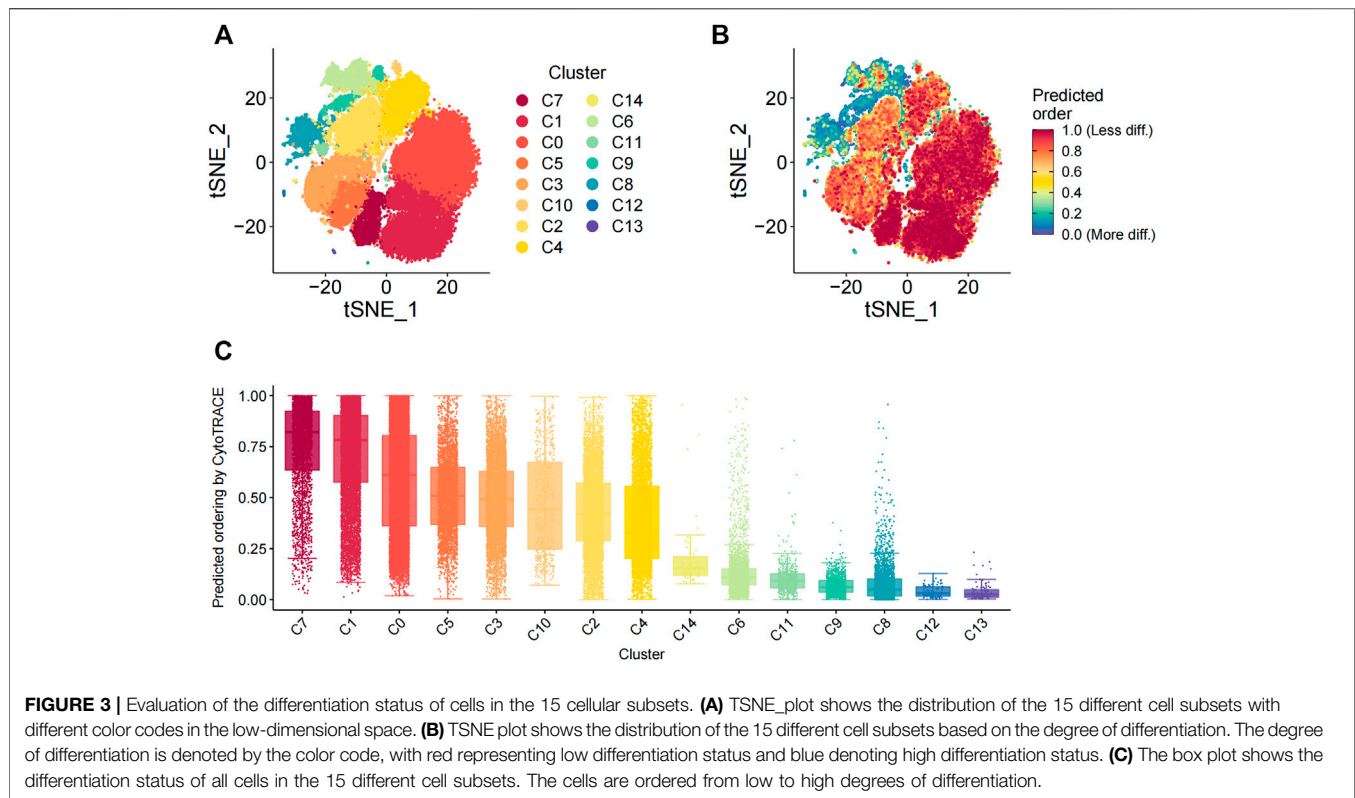 A
B
Cluster
C7
C1
C0
C5
C3
C10
C2
C4
C14
C6
C11
C9
C8
C12
C13
tSNE_2
20
0
−20
−20 0 20
tSNE_1
tSNE_2
20
0
−20
−20 0 20
tSNE_1
Predicted
order
1.0 (Less diff.)
0.8
0.6
0.4
0.2
0.0 (More diff.)
C
Predicted ordering by CytoTRACE
1.00
0.75
0.50
0.25
0.00
C7 C1 C0 C5 C3 C10 C2 C4 C14 C6 C11 C9 C8 C12 C13
Cluster
FIGURE 3 | Evaluation of the differentiation status of cells in the 15 cellular subsets. (A) TSNE_plot shows the distribution of the 15 different cell subsets with
different color codes in the low-dimensional space. (B) TSNE plot shows the distribution of the 15 different cell subsets based on the degree of differentiation. The degree
of differentiation is denoted by the color code, with red representing low differentiation status and blue denoting high differentiation status. (C) The box plot shows the
differentiation status of all cells in the 15 different cell subsets. The cells are ordered from low to high degrees of differentiation.